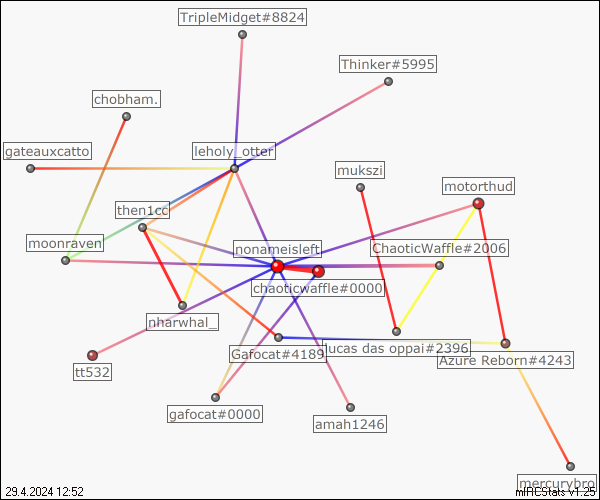 TripleMidget#8824
Thinker#5995
chobham.
gateauxcatto
leholy_otter
mukszi
motorthud
then1cc
moonraven
nonameisleft
ChaoticWaffle#2006
chaoticwaffle#0000
nharwhal_
Gafocat#4189
lucas das oppai#2396
Azure Reborn#4243
tt532
gafocat#0000
amah1246
mercurybro
29.4.2024 12:52
mIRCStats v1.25